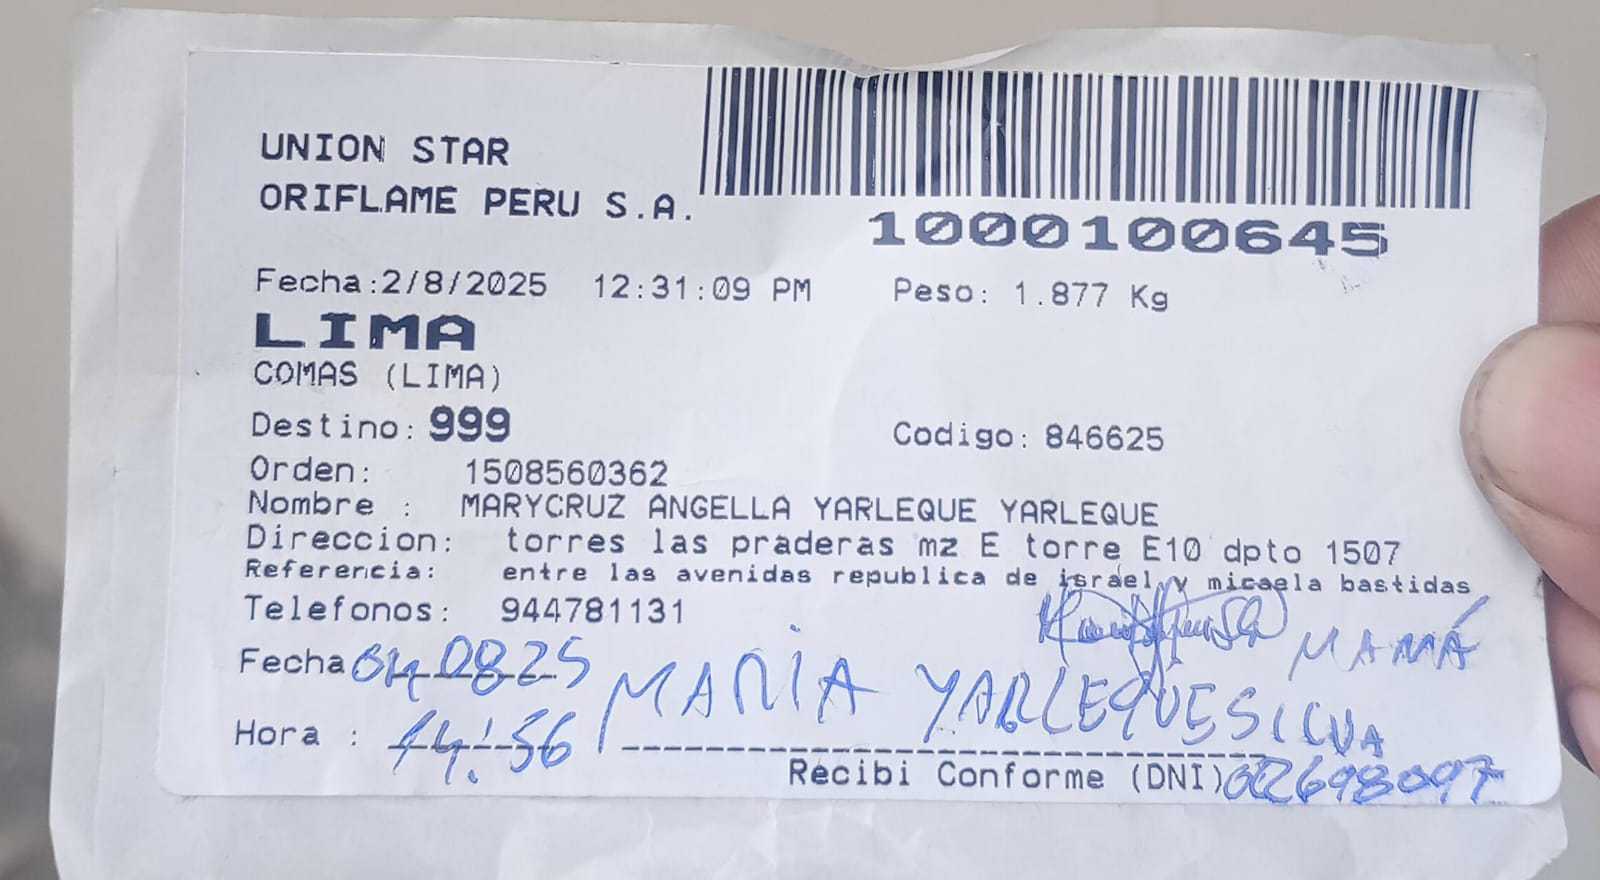 UNION STAR
ORIFLAME PERU S.A.
1000100645
Fecha:2/8/2025 12:31:09 PM Peso: 1.877 Kg
LIMA
COMAS (LIMA)
Destino: 999 Codigo: 846625
Orden: 1508560362
Nombre : MARYCRUZ ANGELLA YARLEQUE YARLEQUE
Direccion: torres las praderas mz E torre E10 dpto 1507
Referencia: entre las avenidas republica de israel y micaela bastidas
Telefonos: 944781131
MAMÁ
Fecha 04 08 25 MARIA YARLEQUE SILVA
Hora : 14:56
Recibi Conforme (DNI) 02698097